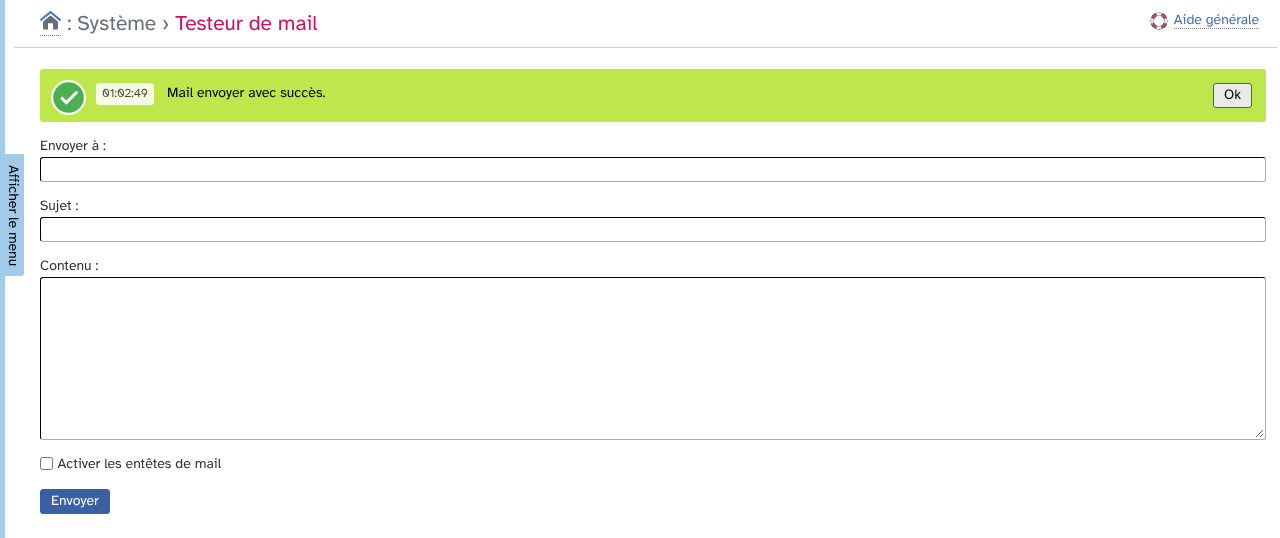 : Système › Testeur de mail
Aide générale
01:02:49 Mail envoyer avec succès.
Ok
Envoyer à :
Sujet :
Afficher le menu
Contenu :
Activer les entêtes de mail
Envoyer